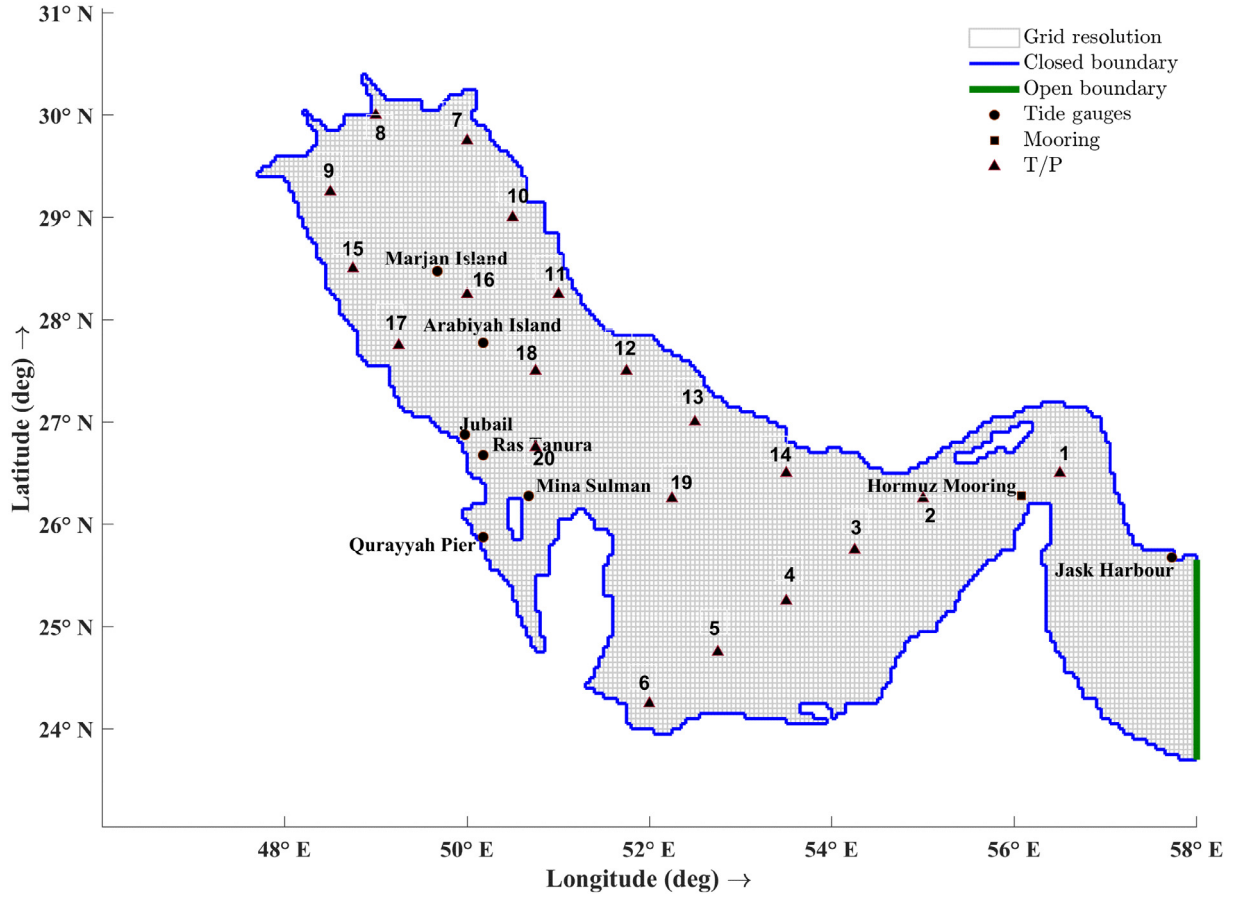 31° N
Grid resolution
Closed boundary
Open boundary
Tide gauges
Mooring
T/P
30° N
8
7
9
10
29° N
15
Marjan Island
16
11
28° N
17
Arabiyah Island
18
12
13
27° N
Jubail
Ras Tanura
20
14
1
19
Mina Sulman
Hormuz Mooring
2
26° N
3
Qurayyah Pier
Jask Harbour
4
25° N
5
6
24° N
Latitude (deg) →
48° E
50° E
52° E
54° E
56° E
58° E
Longitude (deg) →